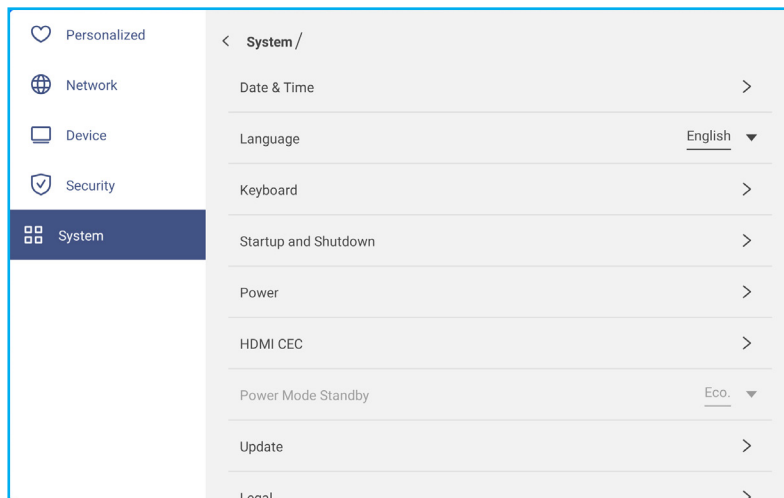 Personalized
Network
Device
Security
System
System /
Date & Time
Language English
Keyboard
Startup and Shutdown
Power
HDMI CEC
Power Mode Standby Eco.
Update
Legal